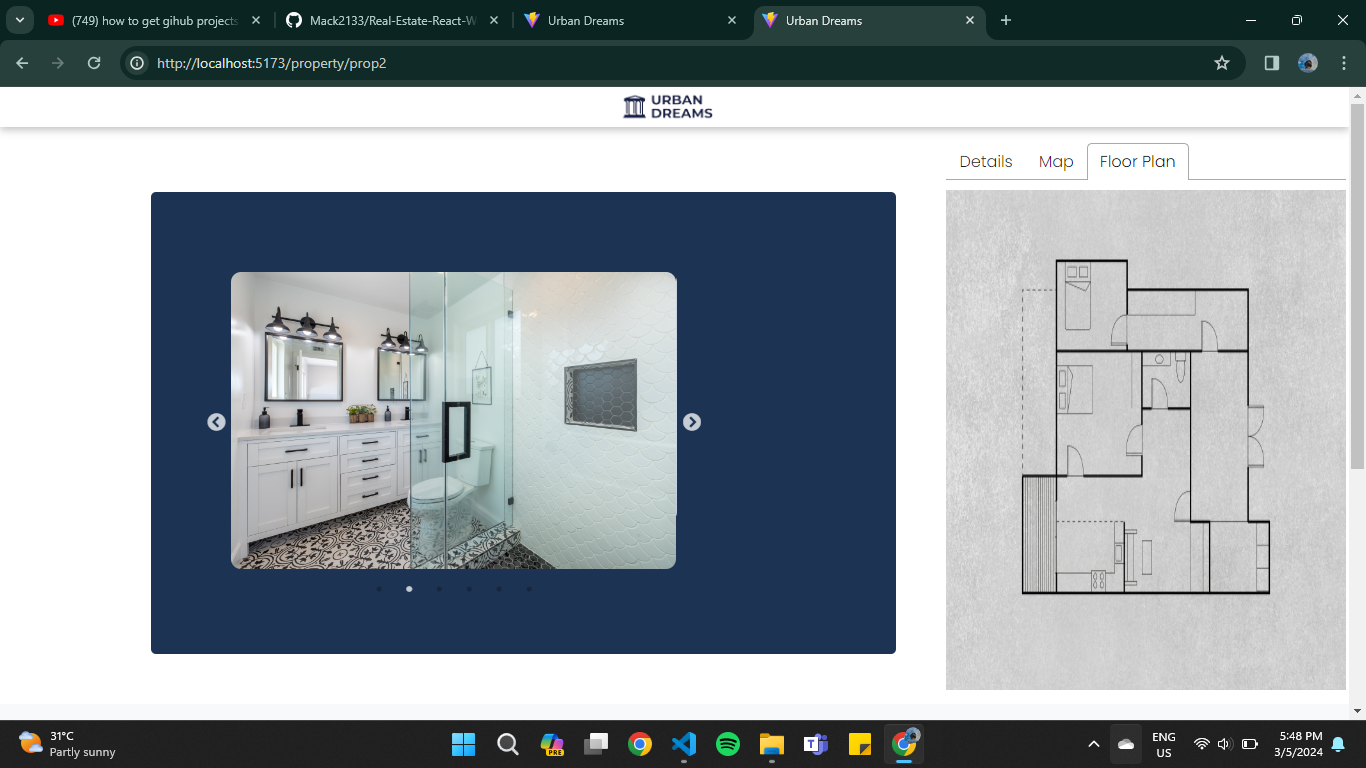 (749) how to get gihub projects
Mack2133/Real-Estate-React-W
Urban Dreams
Urban Dreams
http://localhost:5173/property/prop2
URBAN
DREAMS
Details
Map
Floor Plan
31°C
Partly sunny
PRE
ENG
US
5:48 PM
3/5/2024